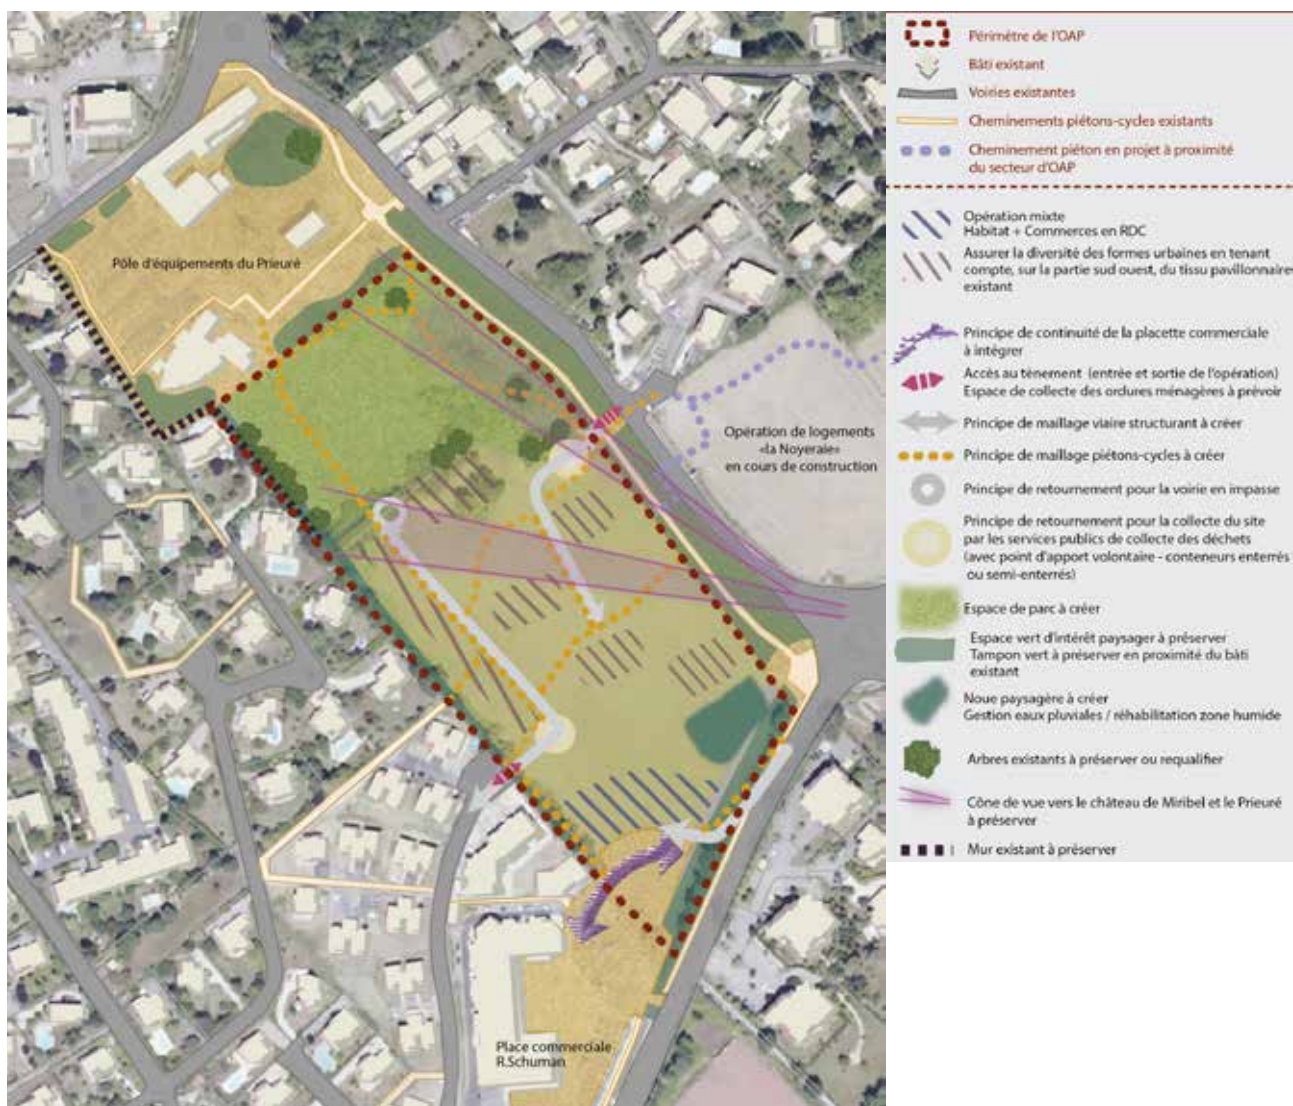 Pôle d'équipements du Prieuré
Opération de logements
«la Noyeraie»
en cours de construction
Place commerciale
R.Schuman
Périmètre de l'OAP
Bâti existant
Voiries existantes
Cheminements piétons-cycles existants
Cheminement piéton en projet à proximité
du secteur d'OAP
Opération mixte
Habitat + Commerces en RDC
Assurer la diversité des formes urbaines en tenant
compte, sur la partie sud ouest, du tissu pavillonnaire
existant
Principe de continuité de la placette commerciale
à intégrer
Accès au tènement (entrée et sortie de l'opération)
Espace de collecte des ordures ménagères à prévoir
Principe de maillage viaire structurant à créer
Principe de maillage piétons-cycles à créer
Principe de retournement pour la voirie en impasse
Principe de retournement pour la collecte du site
par les services publics de collecte des déchets
(avec point d'apport volontaire - conteneurs enterrés
ou semi-enterrés)
Espace de parc à créer
Espace vert d'intérêt paysager à préserver
Tampon vert à préserver en proximité du bâti
existant
Noue paysagère à créer
Gestion eaux pluviales / réhabilitation zone humide
Arbres existants à préserver ou requalifier
Cône de vue vers le château de Miribel et le Prieuré
à préserver
Mur existant à préserver